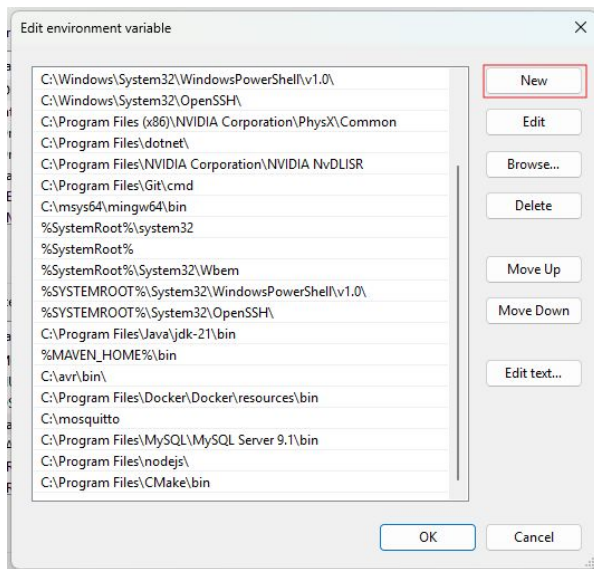 Edit environment variable
C:\Windows\System32\WindowsPowerShell\v1.0\
C:\Windows\System32\OpenSSH\
C:\Program Files (x86)\NVIDIA Corporation\PhysX\Common
C:\Program Files\dotnet\
C:\Program Files\NVIDIA Corporation\NVIDIA NvDLISR
C:\Program Files\Git\cmd
C:\msys64\mingw64\bin
%SystemRoot%\system32
%SystemRoot%
%SystemRoot%\System32\Wbem
%SYSTEMROOT%\System32\WindowsPowerShell\v1.0\
%SYSTEMROOT%\System32\OpenSSH\
C:\Program Files\Java\jdk-21\bin
%MAVEN_HOME%\bin
C:\avr\bin\
C:\Program Files\Docker\Docker\resources\bin
C:\mosquitto
C:\Program Files\MySQL\MySQL Server 9.1\bin
C:\Program Files\nodejs\
C:\Program Files\CMake\bin
New
Edit
Browse...
Delete
Move Up
Move Down
Edit text...
OK
Cancel